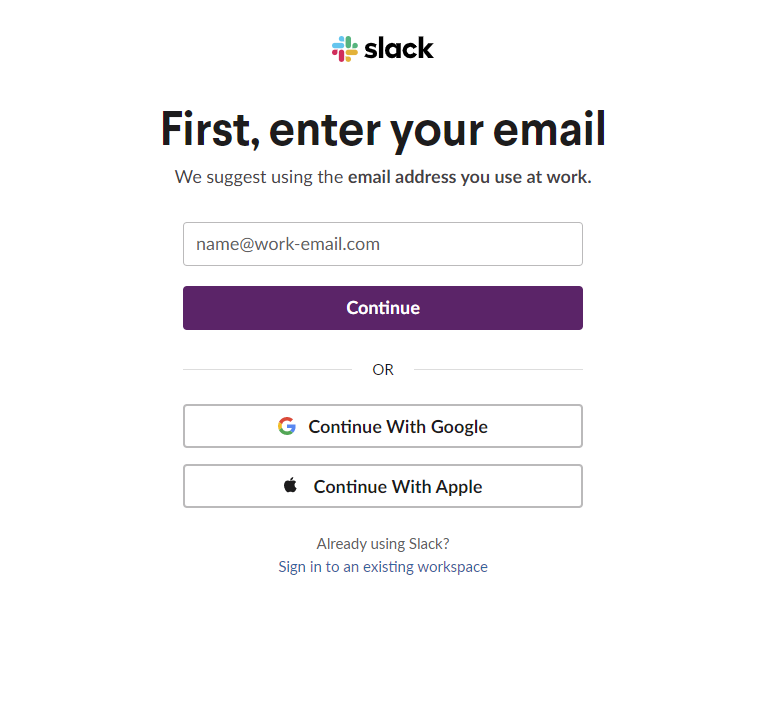 slack
First, enter your email
We suggest using the email address you use at work.
name@work-email.com
Continue
OR
Continue With Google
Continue With Apple
Already using Slack?
Sign in to an existing workspace